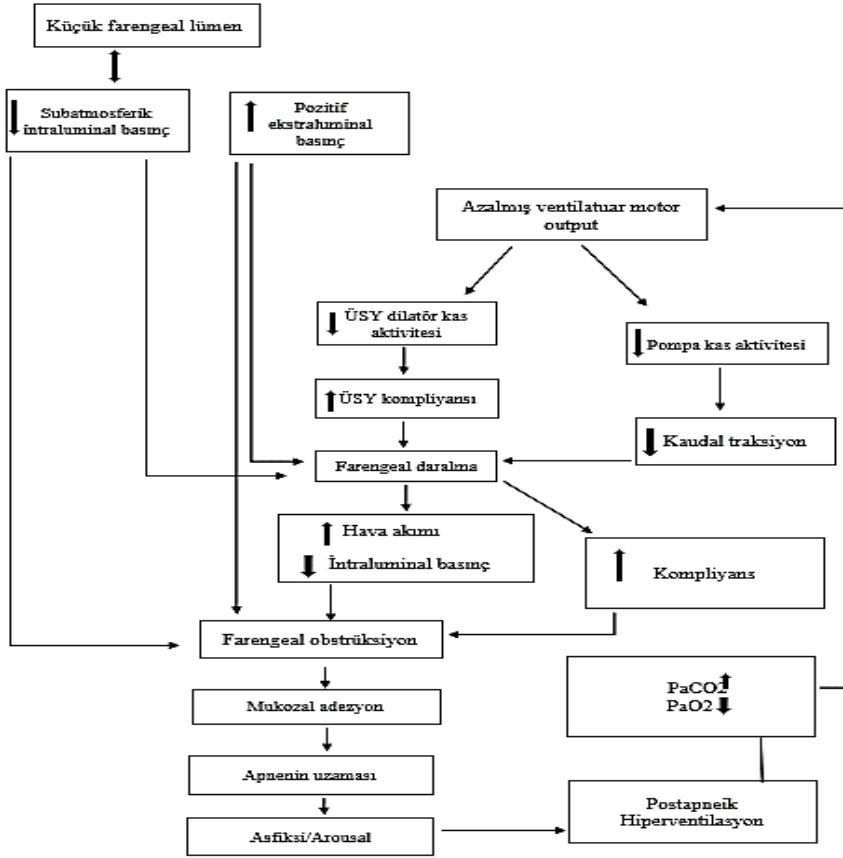 Küçük farengeal lümen
Subatmosferik
intraluminal basınç
Pozitif
ekstraluminal
basınç
Azalmış ventilatuar motor
output
ÜSY dilatör kas
aktivitesi
Pompa kas aktivitesi
ÜSY kompliyansı
Kaudal traksiyon
Farengeal daralma
Hava akımı
İntraluminal basınç
Kompliyans
Farengeal obstrüksiyon
PaCO2
PaO2
Mukozal adezyon
Apnenin uzaması
Postapneik
Hiperventilasyon
Asfiksi/Arousal